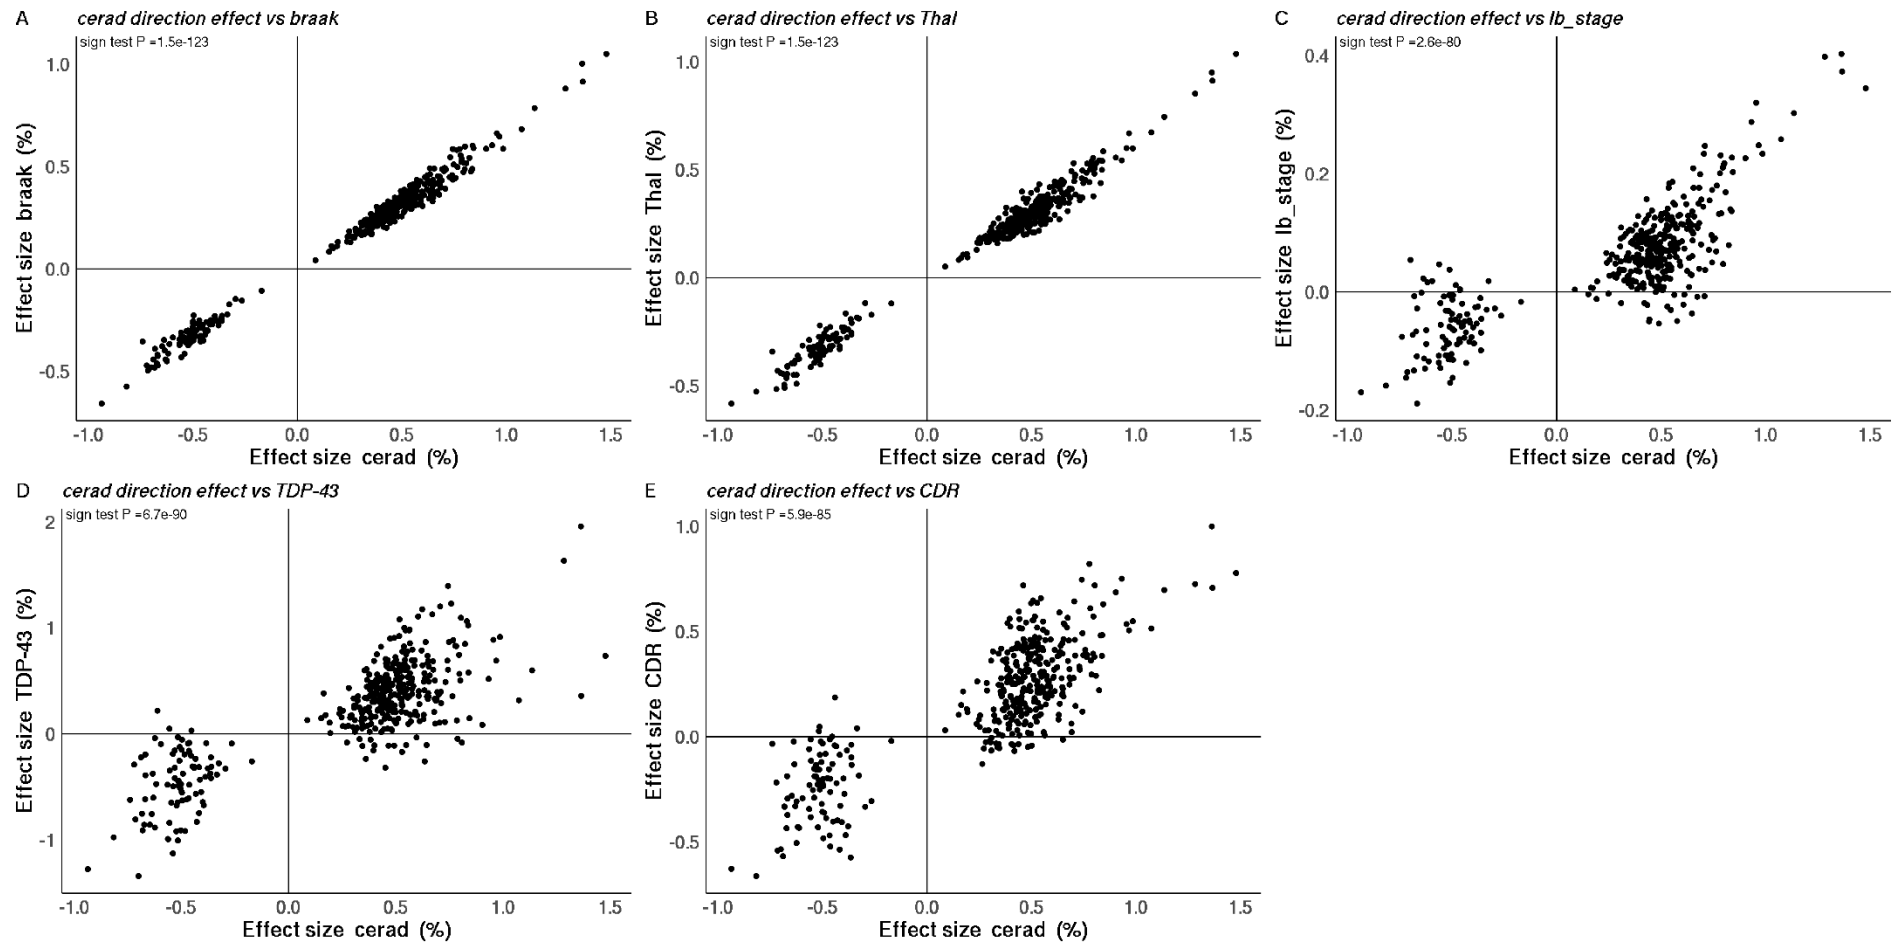 A
cerad direction effect vs braak
sign test P =1.5e-123
1.0
0.5
0.0
-0.5
-1.0 -0.5 0.0 0.5 1.0 1.5
Effect size cerad (%)
Effect size braak (%)
B
cerad direction effect vs Thal
sign test P =1.5e-123
1.0
0.5
0.0
-0.5
-1.0 -0.5 0.0 0.5 1.0 1.5
Effect size cerad (%)
Effect size Thal (%)
C
cerad direction effect vs lb_stage
sign test P =2.6e-80
0.4
0.2
0.0
-0.2
-1.0 -0.5 0.0 0.5 1.0 1.5
Effect size cerad (%)
Effect size lb_stage (%)
D
cerad direction effect vs TDP-43
sign test P =6.7e-90
2
1
0
-1
-1.0 -0.5 0.0 0.5 1.0 1.5
Effect size cerad (%)
Effect size TDP-43 (%)
E
cerad direction effect vs CDR
sign test P =5.9e-85
1.0
0.5
0.0
-0.5
-1.0 -0.5 0.0 0.5 1.0 1.5
Effect size cerad (%)
Effect size CDR (%)